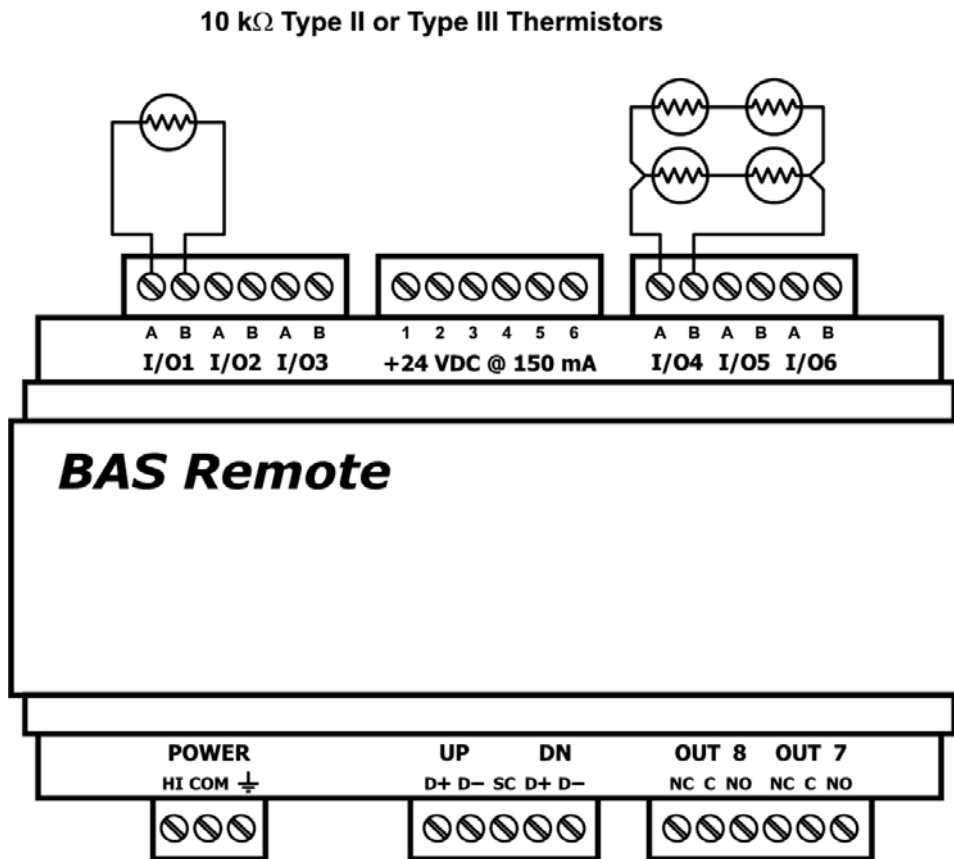 10 kΩ Type II or Type III Thermistors
A B A B A B
1 2 3 4 5 6
A B A B A B
I/O1 I/O2 I/O3
+24 VDC @ 150 mA
I/O4 I/O5 I/O6
BAS Remote
POWER
UP DN
OUT 8 OUT 7
HI COM
D+ D− SC D+ D−
NC C NO NC C NO